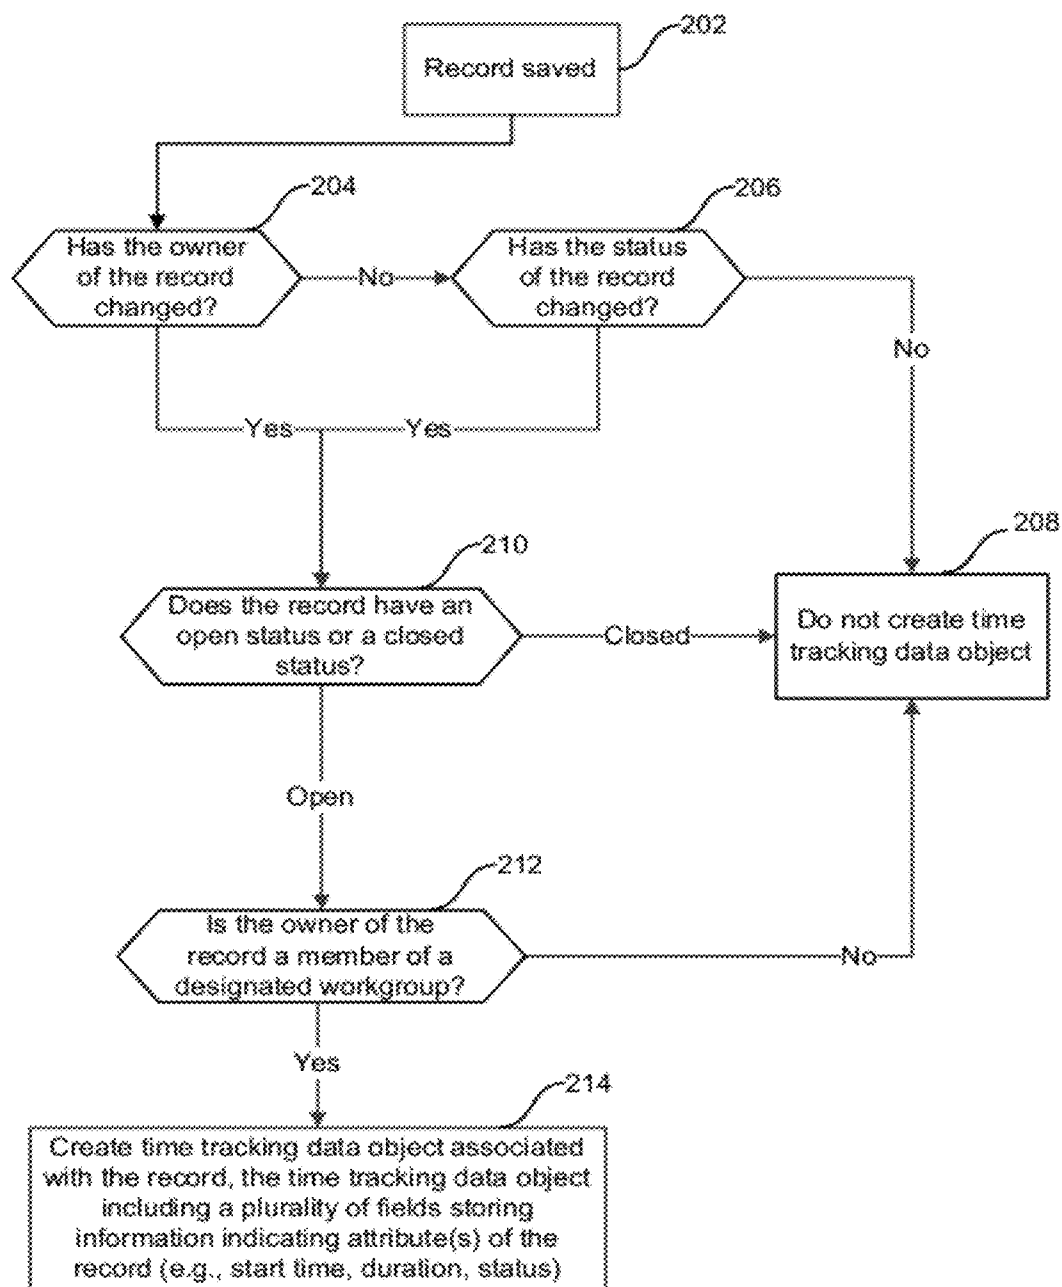 202
Record saved
204
206
Has the owner
of the record
changed?
No
Has the status
of the record
changed?
No
Yes
Yes
210
208
Does the record have an
open status or a closed
status?
Closed
Do not create time
tracking data object
Open
212
Is the owner of the
record a member of a
designated workgroup?
No
Yes
214
Create time tracking data object associated
with the record, the time tracking data object
including a plurality of fields storing
information indicating attribute(s) of the
record (e.g., start time, duration, status)